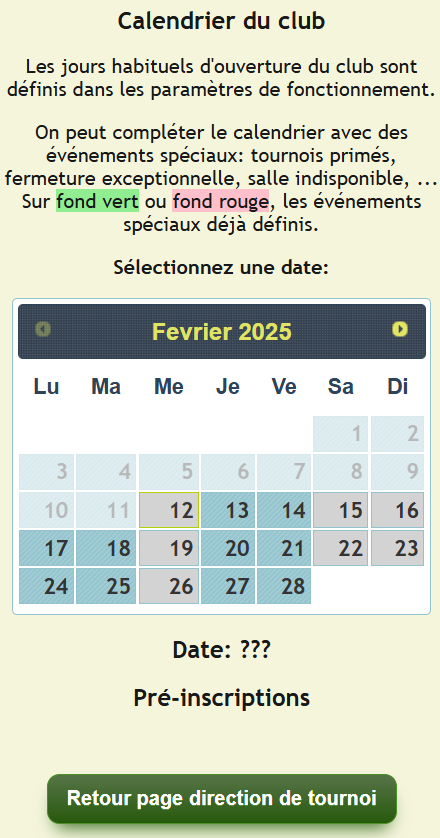 Calendrier du club
Les jours habituels d'ouverture du club sont
définis dans les paramètres de fonctionnement.
On peut compléter le calendrier avec des
événements spéciaux: tournois primés,
fermeture exceptionnelle, salle indisponible, ...
Sur fond vert ou fond rouge, les événements
spéciaux déjà définis.
Sélectionnez une date:
Fevrier 2025
Lu Ma Me Je Ve Sa Di
1 2
3 4 5 6 7 8 9
10 11 12 13 14 15 16
17 18 19 20 21 22 23
24 25 26 27 28
Date: ???
Pré-inscriptions
Retour page direction de tournoi